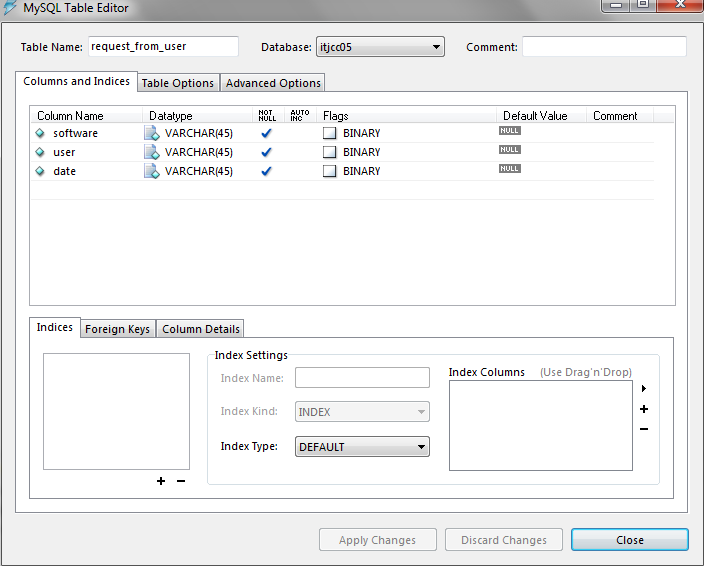 MySQL Table Editor
Table Name: request_from_user Database: itjcc05 Comment:
Columns and Indices Table Options Advanced Options
Column Name Datatype NOT NULL AUTO INC Flags Default Value Comment
software VARCHAR(45) BINARY NULL
user VARCHAR(45) BINARY NULL
date VARCHAR(45) BINARY NULL
Indices Foreign Keys Column Details
Index Settings
Index Name:
Index Kind: INDEX
Index Type: DEFAULT
Index Columns (Use Drag'n'Drop)
Apply Changes Discard Changes Close